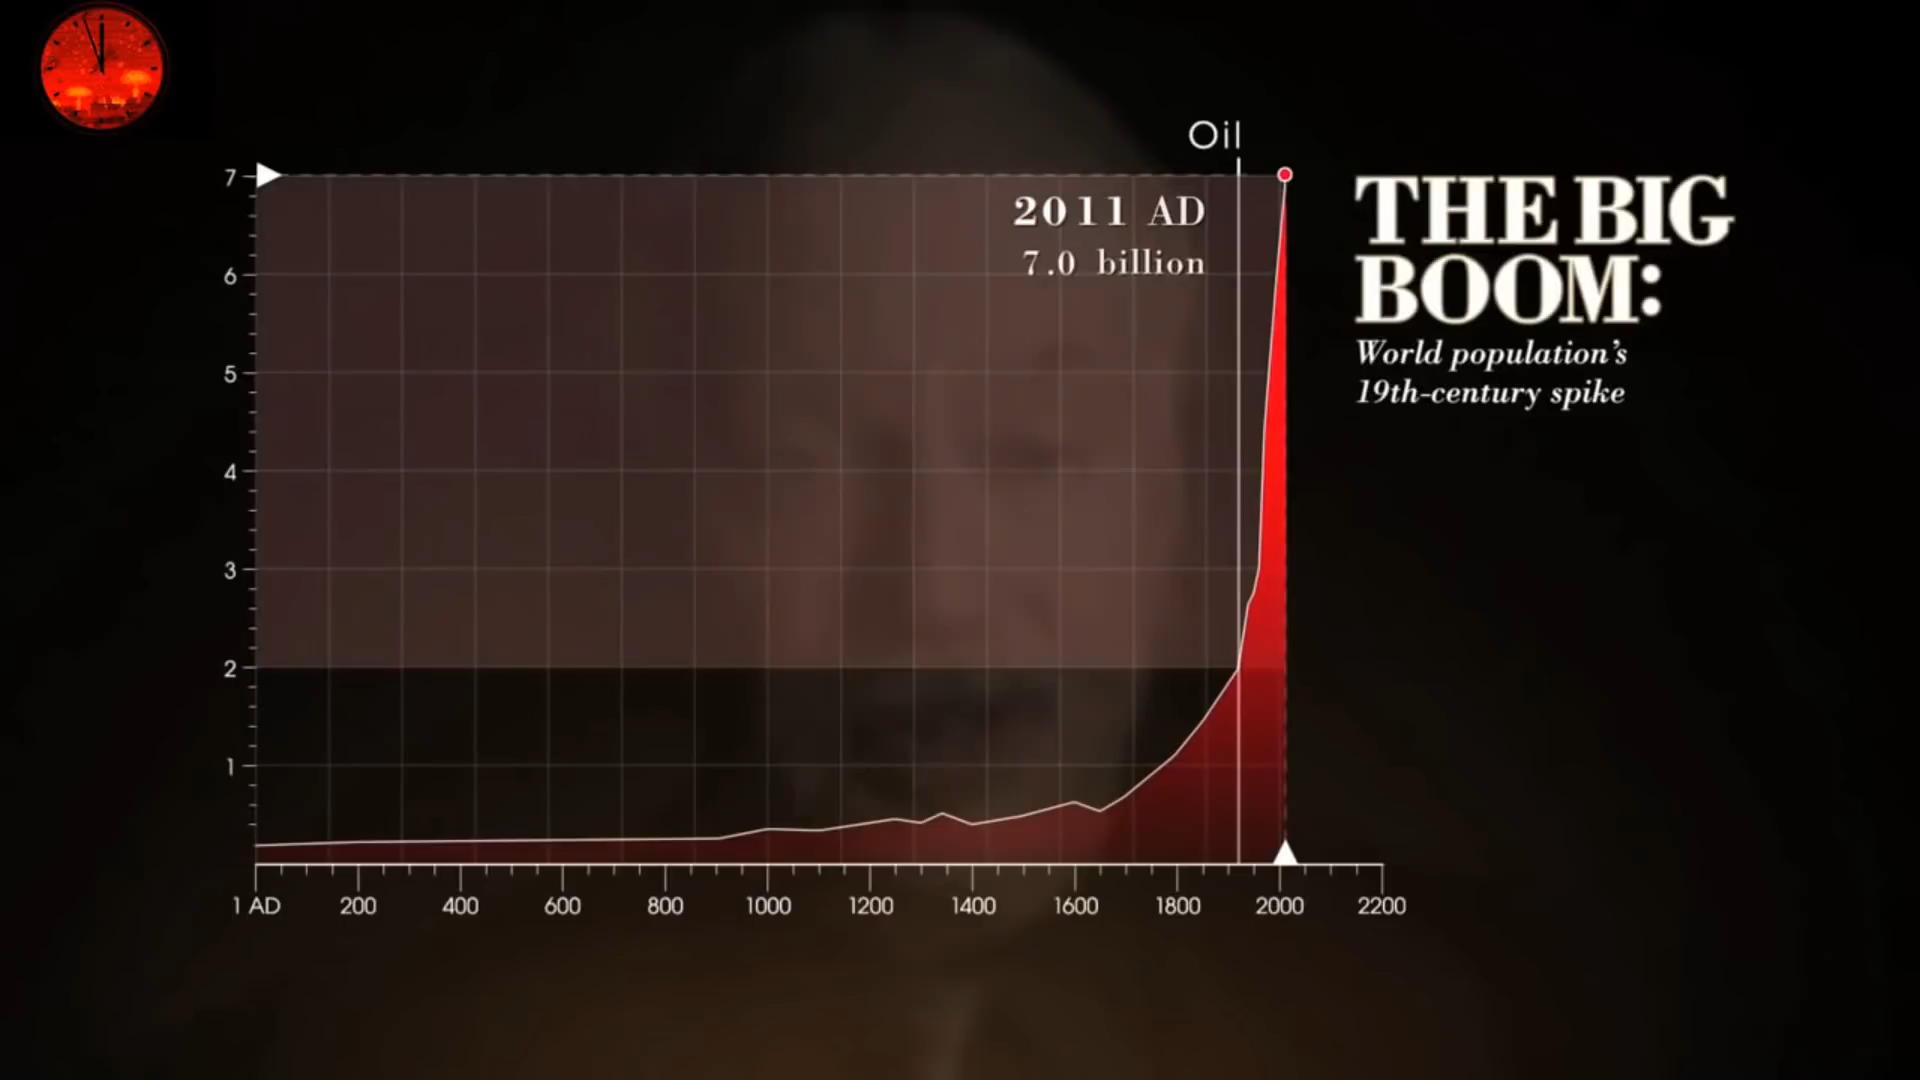 Oil
2011 AD
7.0 billion
THE BIG
BOOM:
World population's
19th-century spike
7
6
5
4
3
2
1
1 AD 200 400 600 800 1000 1200 1400 1600 1800 2000 2200